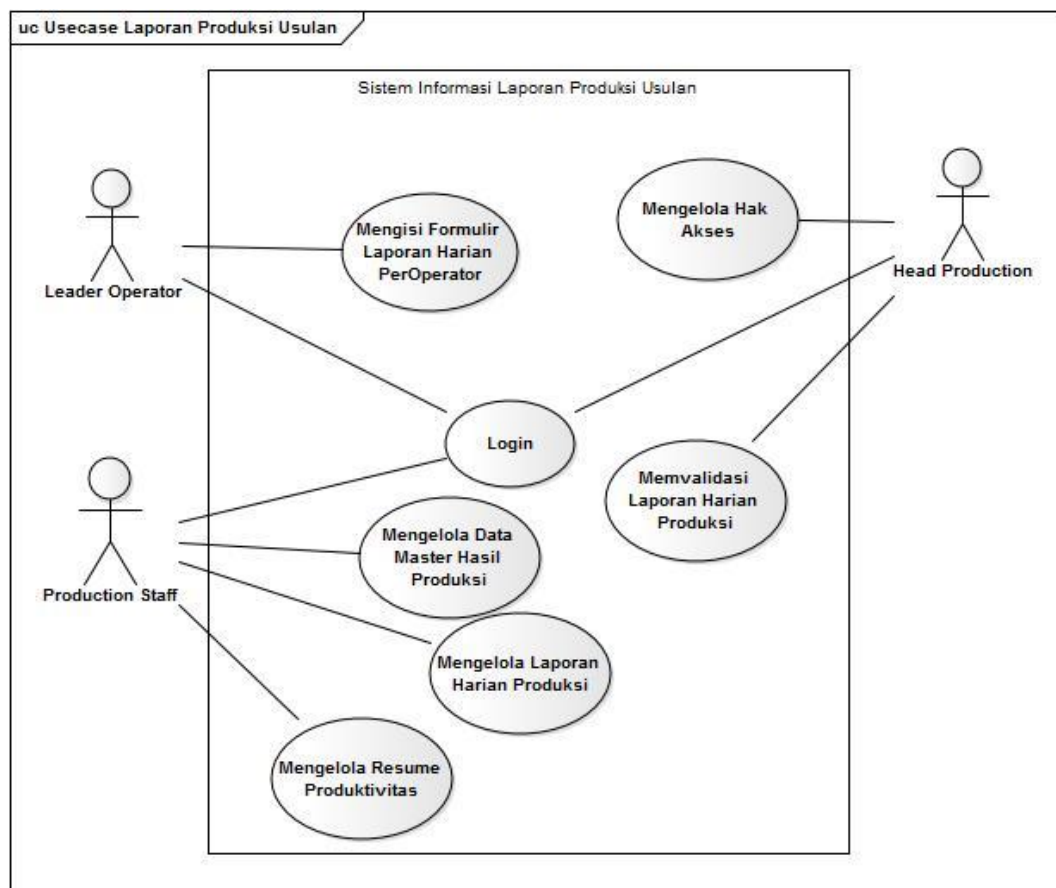 uc Usecase Laporan Produksi Usulan
Sistem Informasi Laporan Produksi Usulan
Mengisi Formulir
Laporan Harian
PerOperator
Mengelola Hak
Akses
Leader Operator
Head Production
Login
Memvalidasi
Laporan Harian
Produksi
Mengelola Data
Master Hasil
Produksi
Production Staff
Mengelola Laporan
Harian Produksi
Mengelola Resume
Produktivitas